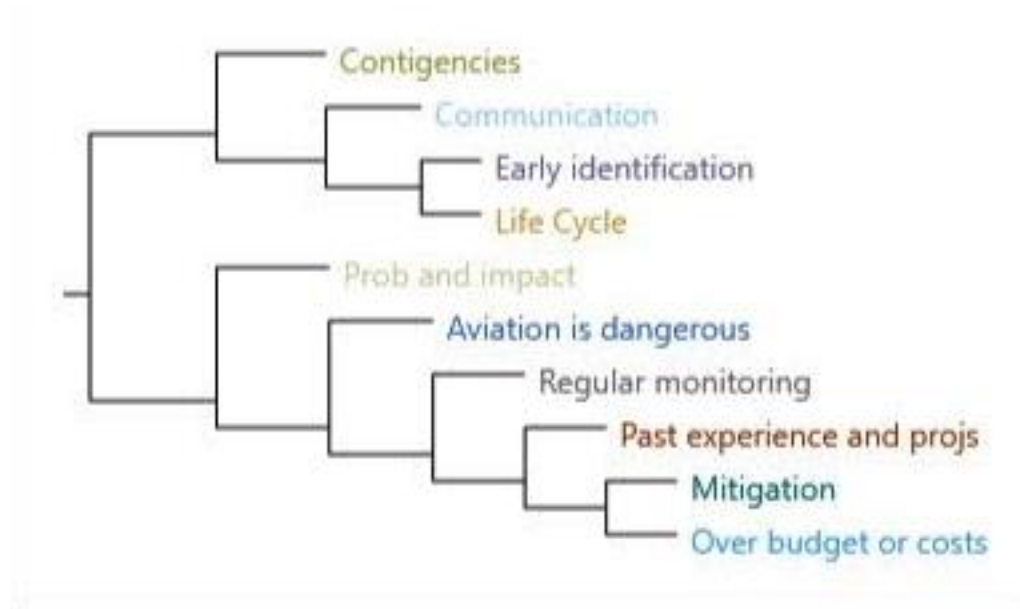 Contigencies
Communication
Early identification
Life Cycle
Prob and impact
Aviation is dangerous
Regular monitoring
Past experience and projs
Mitigation
Over budget or costs